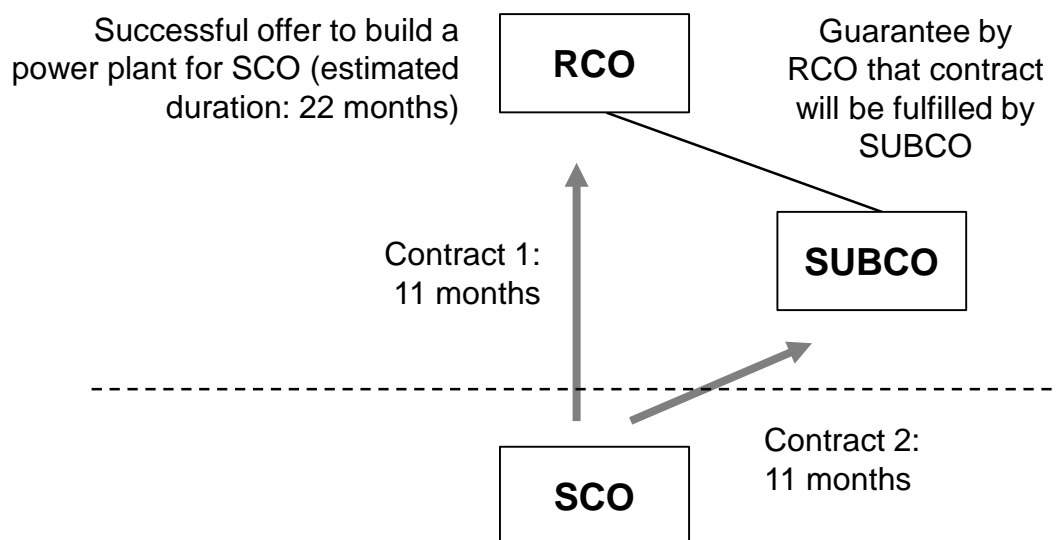 Successful offer to build a
power plant for SCO (estimated
duration: 22 months)
RCO
Guarantee by
RCO that contract
will be fulfilled by
SUBCO
Contract 1:
11 months
SUBCO
Contract 2:
11 months
SCO